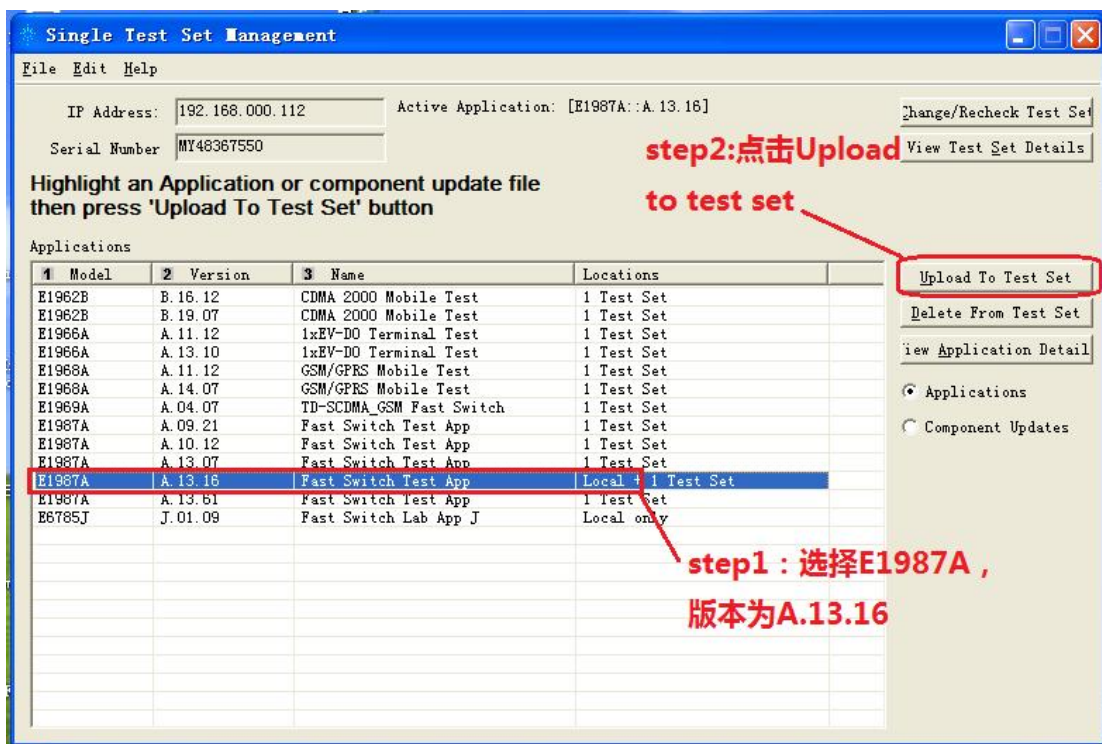 Single Test Set Management
File Edit Help
IP Address: 192.168.000.112 Active Application: [E1987A::A.13.16] Change/Recheck Test Set
Serial Number MY48367550 View Test Set Details
step2:点击Upload
to test set
Highlight an Application or component update file
then press 'Upload To Test Set' button
Applications
1 Model 2 Version 3 Name Locations
E1962B B.16.12 CDMA 2000 Mobile Test 1 Test Set
E1962B B.19.07 CDMA 2000 Mobile Test 1 Test Set
E1966A A.11.12 1xEV-DO Terminal Test 1 Test Set
E1966A A.13.10 1xEV-DO Terminal Test 1 Test Set
E1968A A.11.12 GSM/GPRS Mobile Test 1 Test Set
E1968A A.14.07 GSM/GPRS Mobile Test 1 Test Set
E1969A A.04.07 TD-SCDMA_GSM Fast Switch 1 Test Set
E1987A A.09.21 Fast Switch Test App 1 Test Set
E1987A A.10.12 Fast Switch Test App 1 Test Set
E1987A A.13.07 Fast Switch Test App 1 Test Set
E1987A A.13.16 Fast Switch Test App Local + 1 Test Set
E1987A A.13.61 Fast Switch Test App 1 Test Set
E6785J J.01.09 Fast Switch Lab App J Local only
Upload To Test Set
Delete From Test Set
iew Application Detail
Applications
Component Updates
step1：选择E1987A，
版本为A.13.16